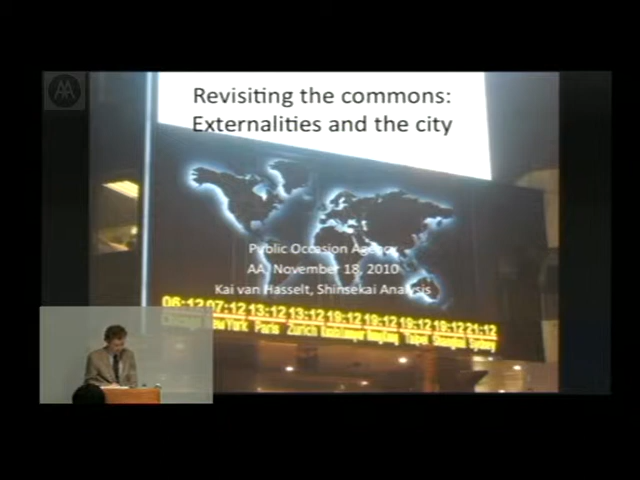 AA
Revisiting the commons:
Externalities and the city
Public Occasion Agency
AA, November 18, 2010
Kai van Hasselt, Shinsekai Analysis
06:12 07:12 13:12 13:12 19:12 19:12 19:12 19:12 21:12
New York Paris Zurich Taipei Shanghai Sydney